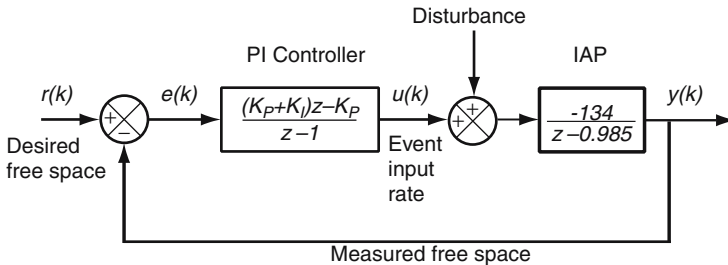 Disturbance
PI Controller
IAP
r(k)
e(k)
(K_P+K_I)z–K_P
z–1
u(k)
-134
z–0.985
y(k)
+
–
+
+
Desired
free space
Event
input
rate
Measured free space